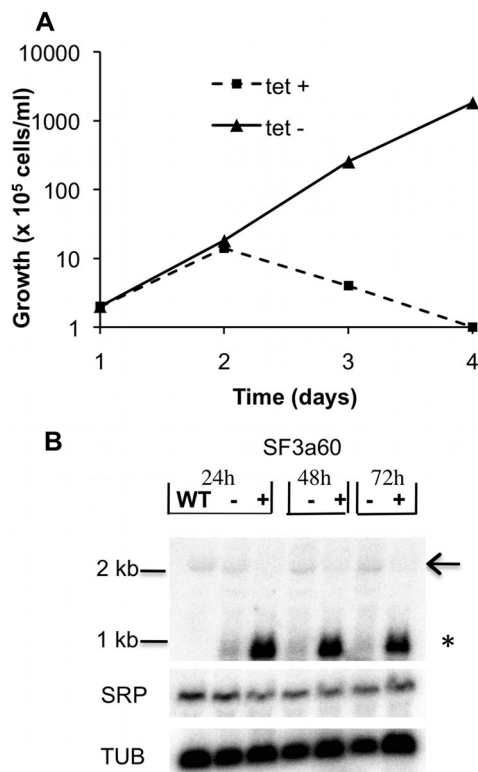 A
10000
1000
100
10
1
Growth (x 10⁵ cells/ml)
tet +
tet -
1 2 3 4
Time (days)
B
SF3a60
24h 48h 72h
WT - + - + - +
2 kb
1 kb
*
SRP
TUB